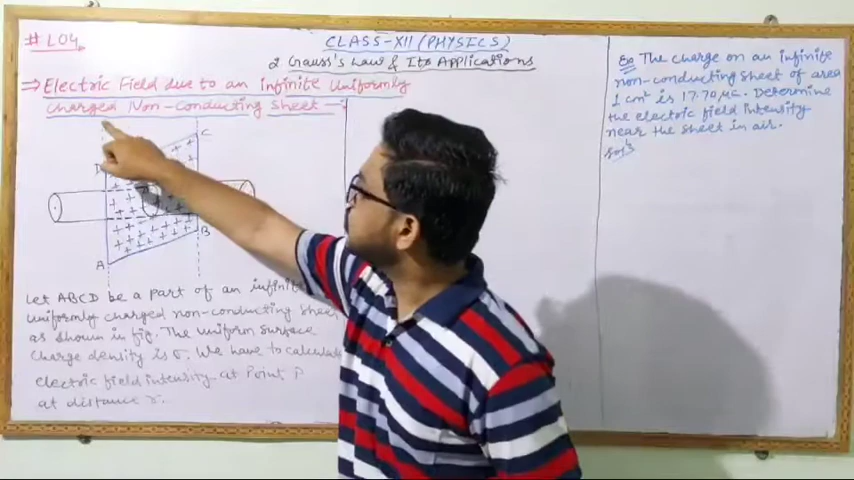 # L04
CLASS-XII (PHYSICS)
2 Gauss's Law & Its Applications
⇒ Electric Field due to an infinite Uniformly
Charged Non-Conducting Sheet :-
C
D
B
A
Let ABCD be a part of an infinite
uniformly charged non-conducting sheet
as shown in fig. The uniform surface
charge density is σ. We have to calculate
electric field intensity at Point P
at distance r.
Ex The charge on an infinite
non-conducting sheet of area
1 cm² is 17.70 μC. Determine
the electric field intensity
near the sheet in air.
Solⁿ